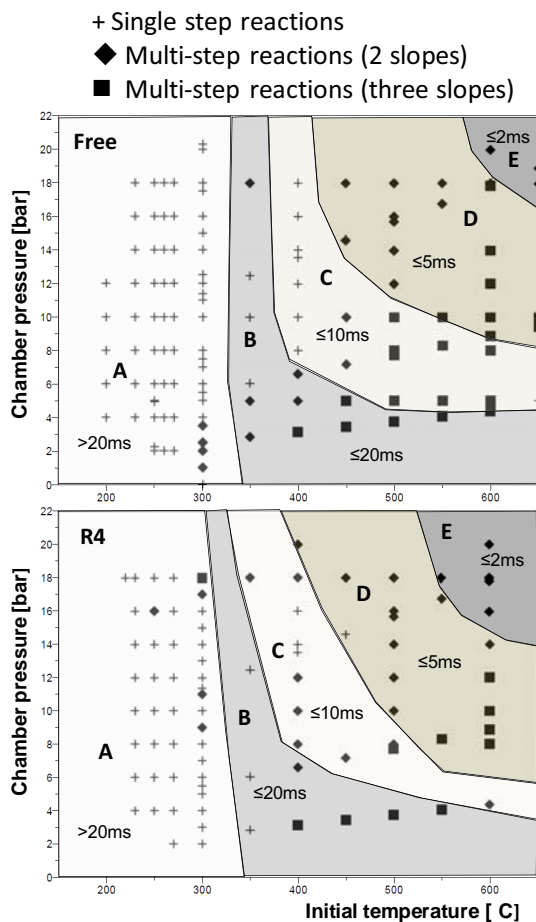 + Single step reactions
◆ Multi-step reactions (2 slopes)
■ Multi-step reactions (three slopes)
Chamber pressure [bar]
22
20
18
16
14
12
10
8
6
4
2
0
Free
A
>20ms
B
≤20ms
C
≤10ms
D
≤5ms
≤2ms
E
200
300
400
500
600
Chamber pressure [bar]
22
20
18
16
14
12
10
8
6
4
2
0
R4
A
>20ms
B
≤20ms
C
≤10ms
D
≤5ms
E
≤2ms
200
300
400
500
600
Initial temperature [ C]